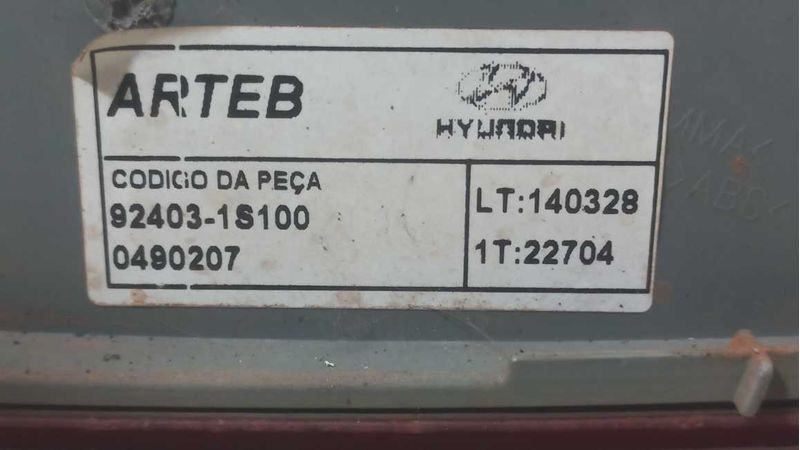 ARTEB
HYUNDAI
CODIGO DA PEÇA
92403-1S100
0490207
LT:140328
1T:22704